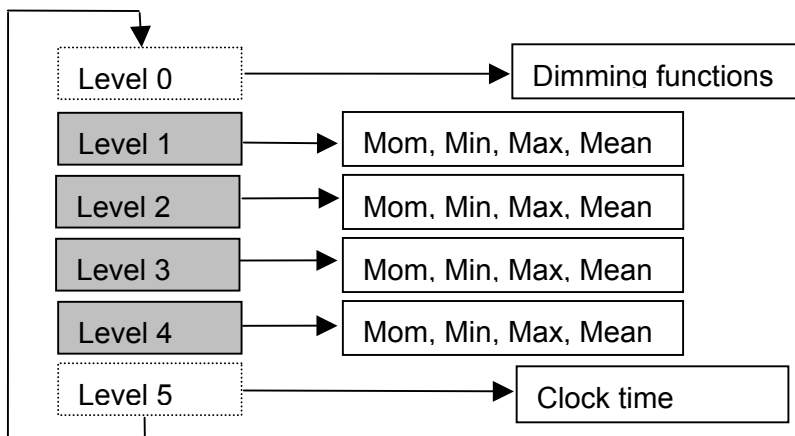 Level 0
Dimming functions
Level 1
Mom, Min, Max, Mean
Level 2
Mom, Min, Max, Mean
Level 3
Mom, Min, Max, Mean
Level 4
Mom, Min, Max, Mean
Level 5
Clock time